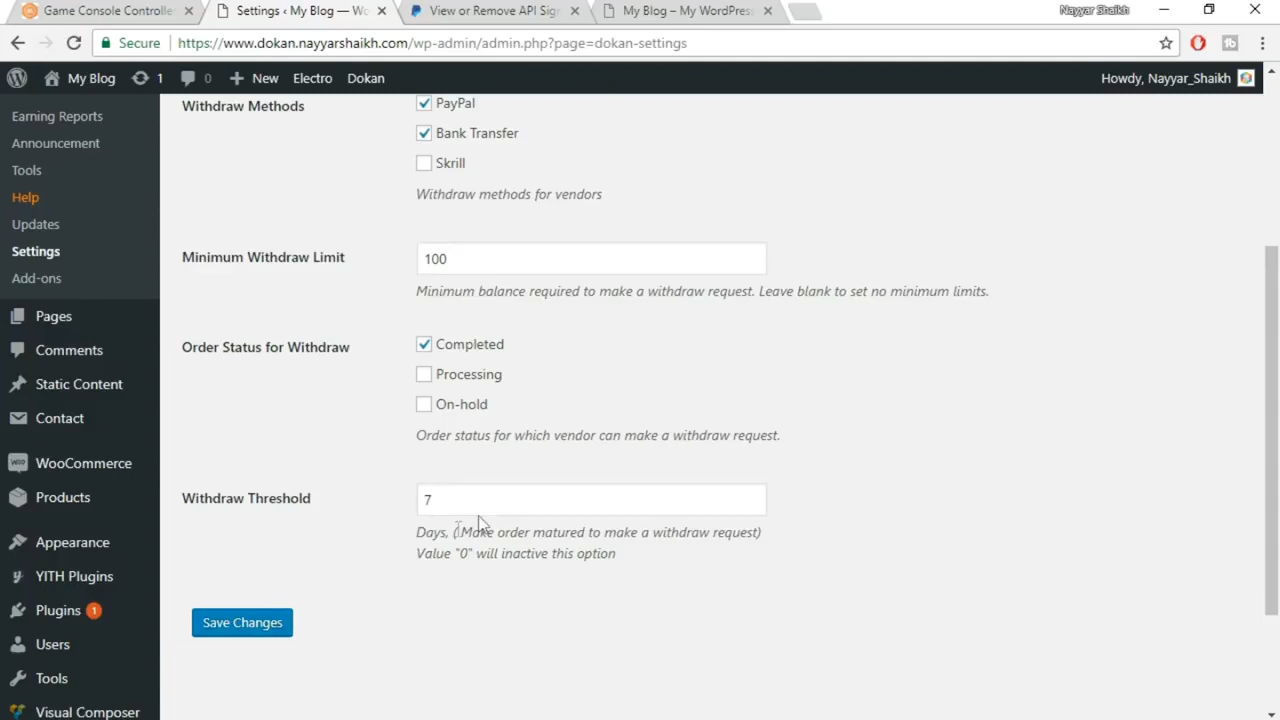 Game Console Controlle
Settings ‹ My Blog — Wo
View or Remove API Sig
My Blog – My WordPres
Nayyar Shaikh
Secure
https://www.dokan.nayyarshaikh.com/wp-admin/admin.php?page=dokan-settings
My Blog
1
0
New
Electro
Dokan
Howdy, Nayyar_Shaikh
Earning Reports
Announcement
Tools
Help
Updates
Settings
Add-ons
Pages
Comments
Static Content
Contact
WooCommerce
Products
Appearance
YITH Plugins
Plugins 1
Users
Tools
Visual Composer
Withdraw Methods
PayPal
Bank Transfer
Skrill
Withdraw methods for vendors
Minimum Withdraw Limit
100
Minimum balance required to make a withdraw request. Leave blank to set no minimum limits.
Order Status for Withdraw
Completed
Processing
On-hold
Order status for which vendor can make a withdraw request.
Withdraw Threshold
7
Days, ( Make order matured to make a withdraw request)
Value "0" will inactive this option
Save Changes